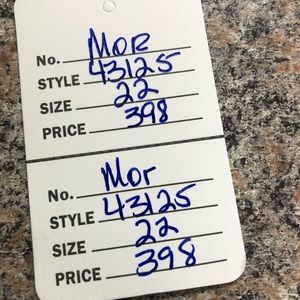 No. MOR
STYLE 43125
SIZE 22
PRICE 398
No. Mor
STYLE 43125
SIZE 22
PRICE 398